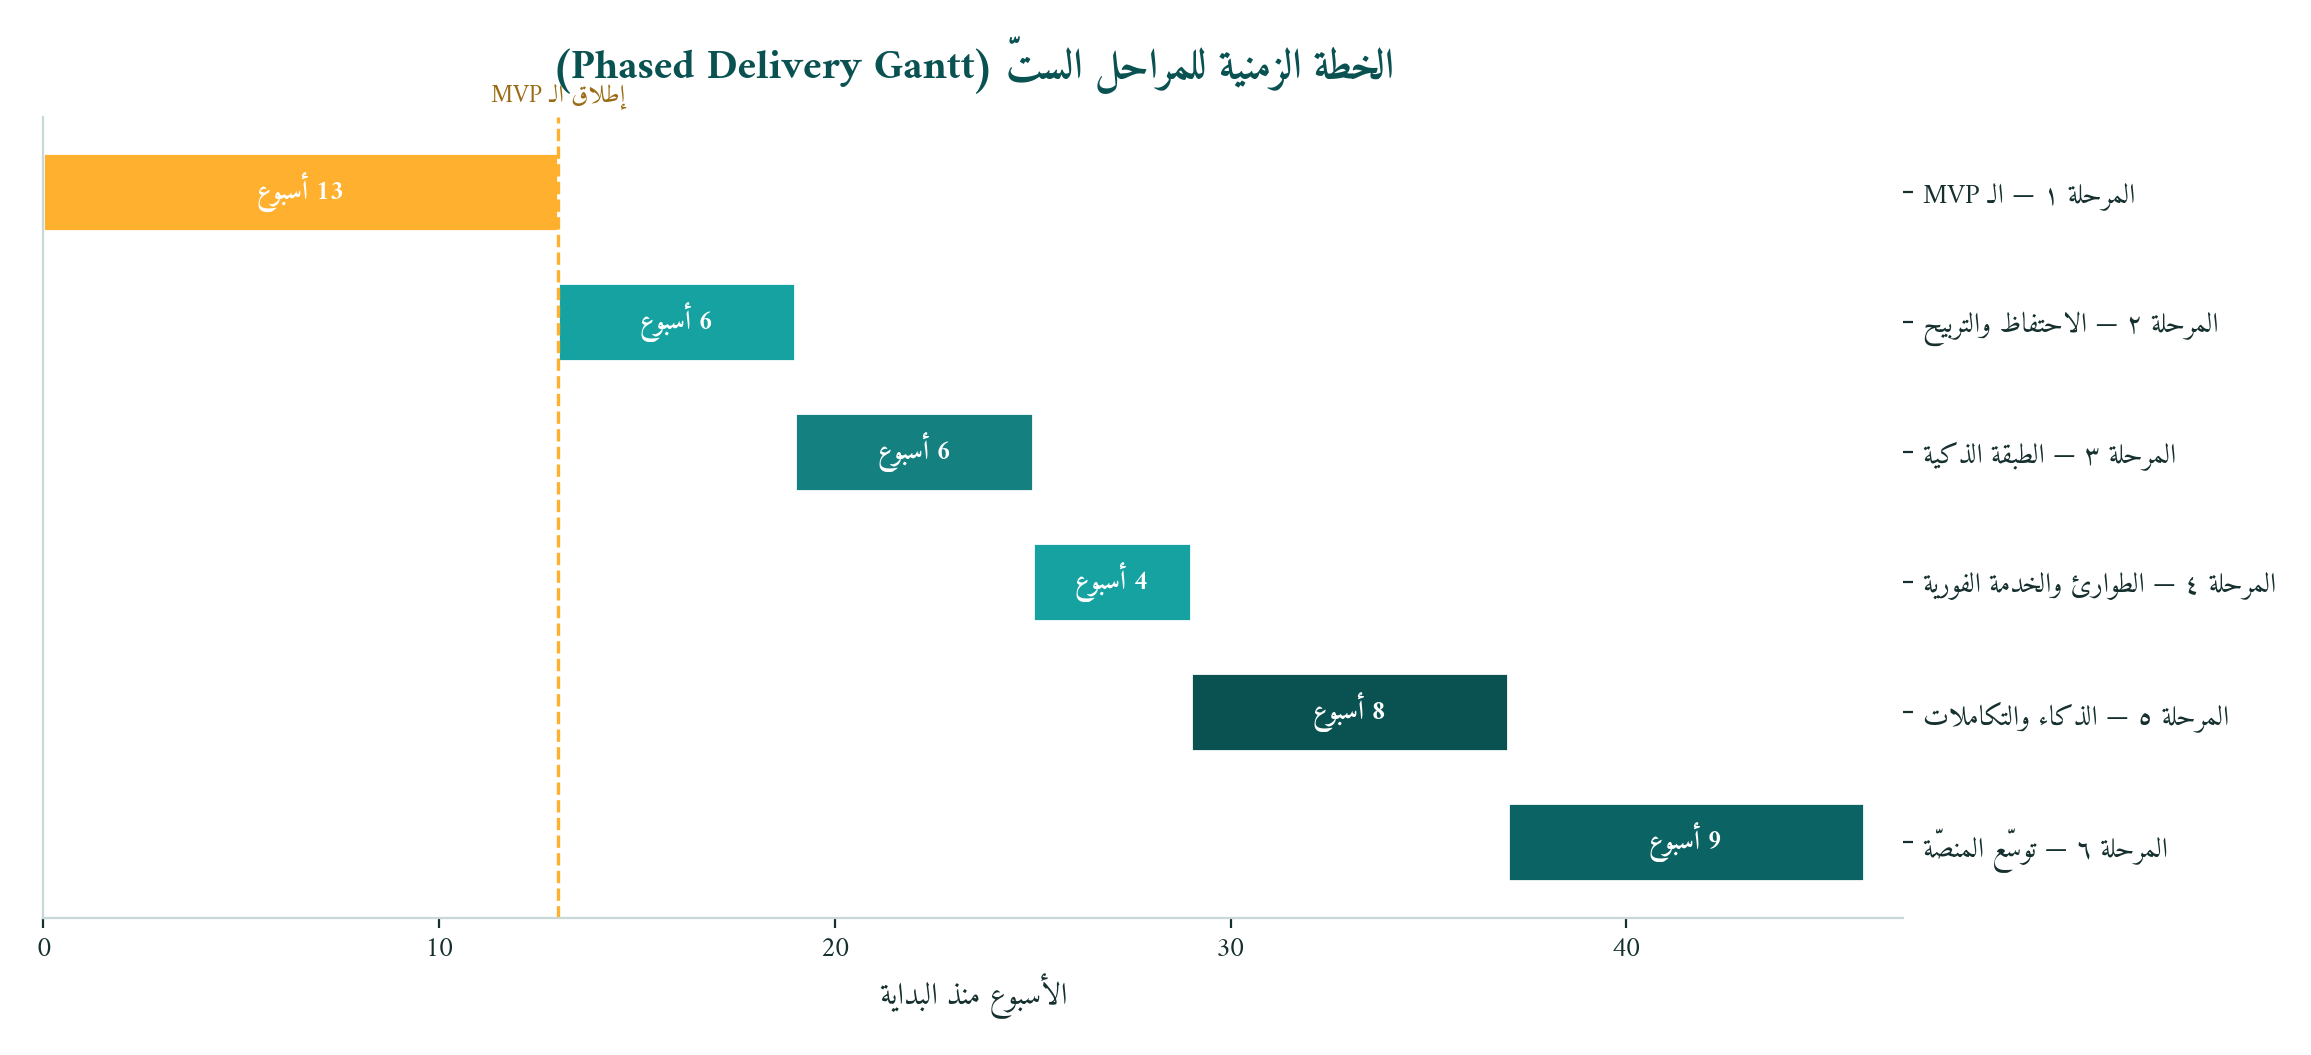 الخطة الزمنية للمراحل الستّ (Phased Delivery Gantt)
إطلاق الـ MVP
المرحلة ١ — الـ MVP
13 أسبوع
المرحلة ٢ — الاحتفاظ والتربيح
6 أسبوع
المرحلة ٣ — الطبقة الذكية
6 أسبوع
المرحلة ٤ — الطوارئ والخدمة الفورية
4 أسبوع
المرحلة ٥ — الذكاء والتكاملات
8 أسبوع
المرحلة ٦ — توسّع المنصّة
9 أسبوع
0 10 20 30 40
الأسبوع منذ البداية